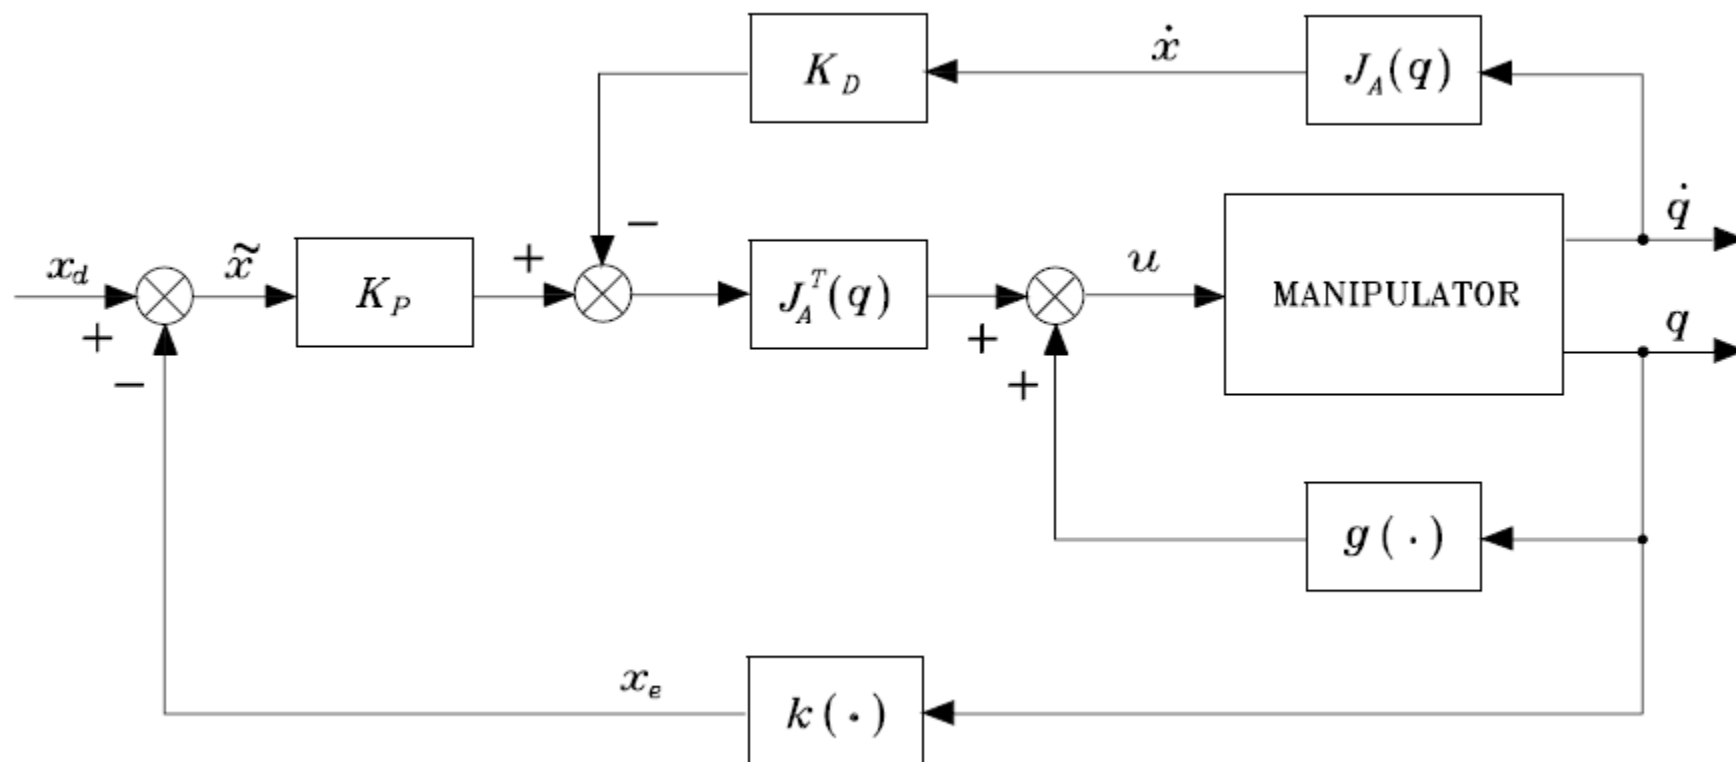 K_D
ẋ
J_A(q)
q̇
x_d
x̃
K_P
J_A^T(q)
u
MANIPULATOR
q
+
−
+
−
+
+
g(·)
x_e
k(·)